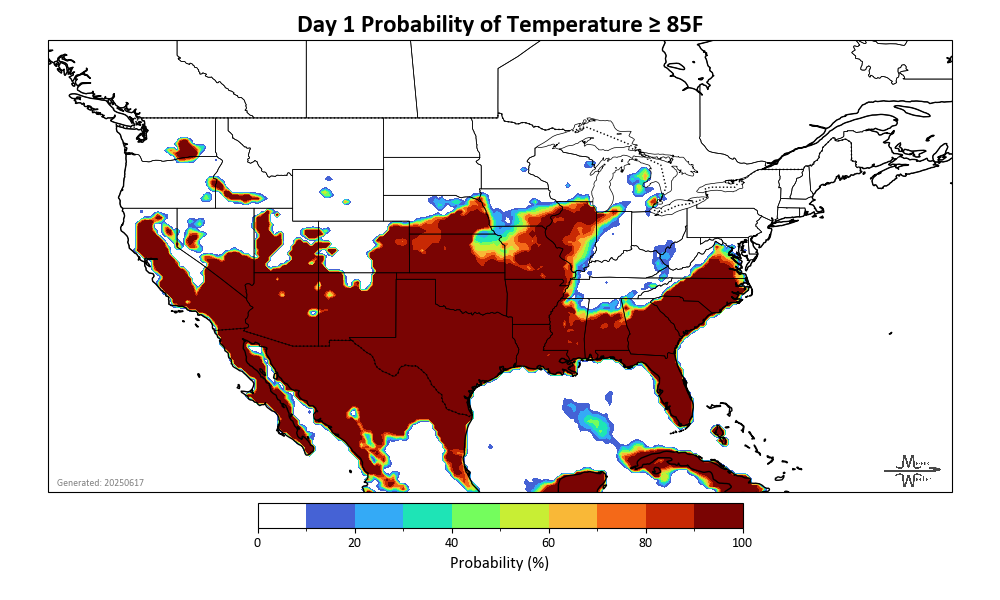 Day 1 Probability of Temperature ≥ 85F
Generated: 20250617
0 20 40 60 80 100
Probability (%)